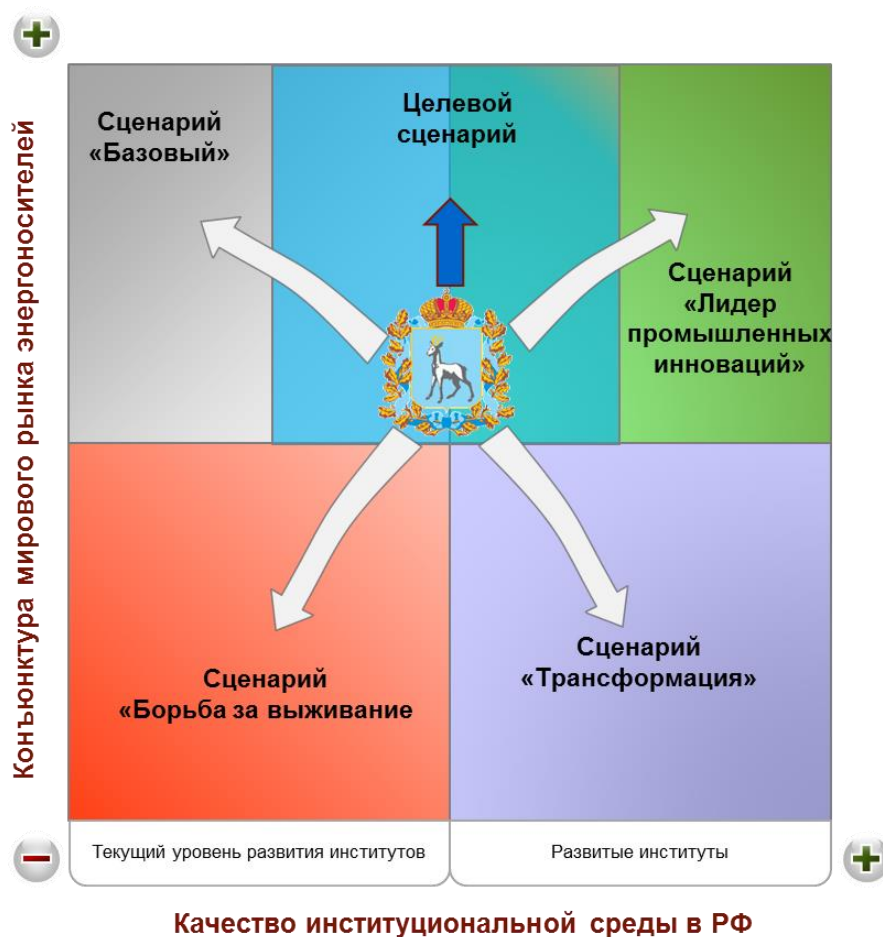 Конъюнктура мирового рынка энергоносителей
Сценарий
«Базовый»
Целевой
сценарий
Сценарий
«Лидер
промышленных
инноваций»
Сценарий
«Борьба за выживание
Сценарий
«Трансформация»
Текущий уровень развития институтов
Развитые институты
Качество институциональной среды в РФ